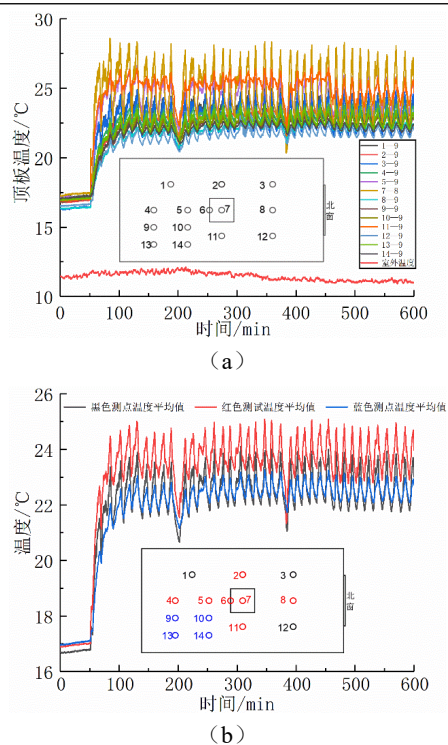 30
25
20
15
10
顶板温度/℃
1—9
2—9
3—9
4—9
5—9
7—8
8—9
9—9
10—9
11—9
12—9
13—9
14—9
室外温度
1 2 3
4 5 6 7 8
9 10
11 12
13 14
北窗
0 100 200 300 400 500 600
时间/min
（a）
26
24
22
20
18
16
温度/℃
黑色测点温度平均值 红色测试温度平均值 蓝色测点温度平均值
1 2 3
4 5 6 7 8
9 10
11 12
13 14
北窗
0 100 200 300 400 500 600
时间/min
（b）